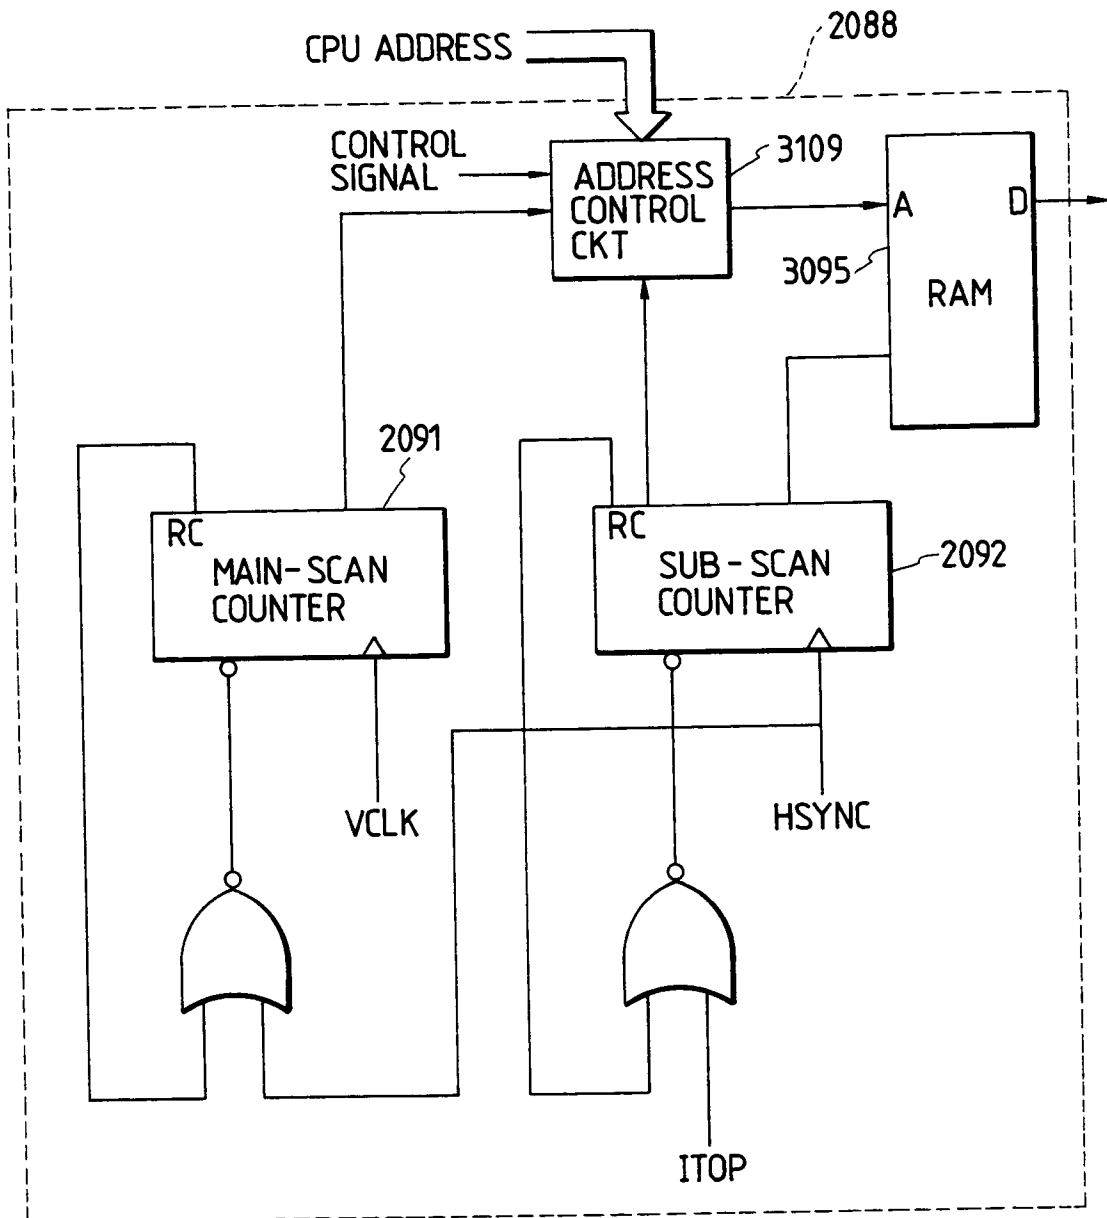 2088
CPU ADDRESS
CONTROL
SIGNAL
3109
ADDRESS
CONTROL
CKT
A
D
3095
RAM
2091
RC
MAIN-SCAN
COUNTER
RC
SUB-SCAN
COUNTER
2092
VCLK
HSYNC
ITOP